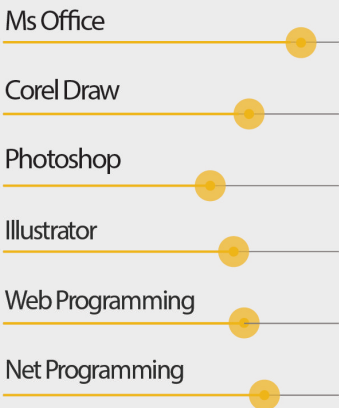 Ms Office
Corel Draw
Photoshop
Illustrator
Web Programming
Net Programming